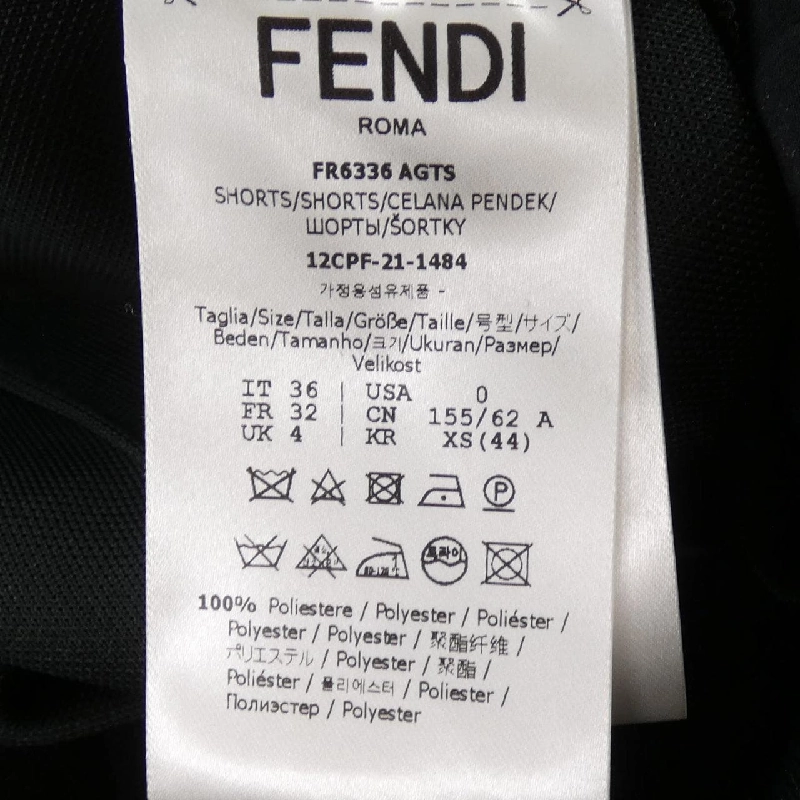 FENDI
ROMA
FR6336 AGTS
SHORTS/SHORTS/CELANA PENDEK/
ШОРТЫ/ŠORTKY
12CPF-21-1484
가정용섬유제품 -
Taglia/Size/Talla/Größe/Taille/号型/サイズ/
Beden/Tamanho/크기/Ukuran/Размер/
Velikost
IT 36 | USA 0
FR 32 | CN 155/62 A
UK 4 | KR XS(44)
P
드라이
100% Poliestere / Polyester / Poliéster /
Polyester / Polyester / 聚酯纤维 /
ポリエステル / Polyester / 聚酯 /
Poliéster / 폴리에스터 / Poliester /
Полиэстер / Polyester